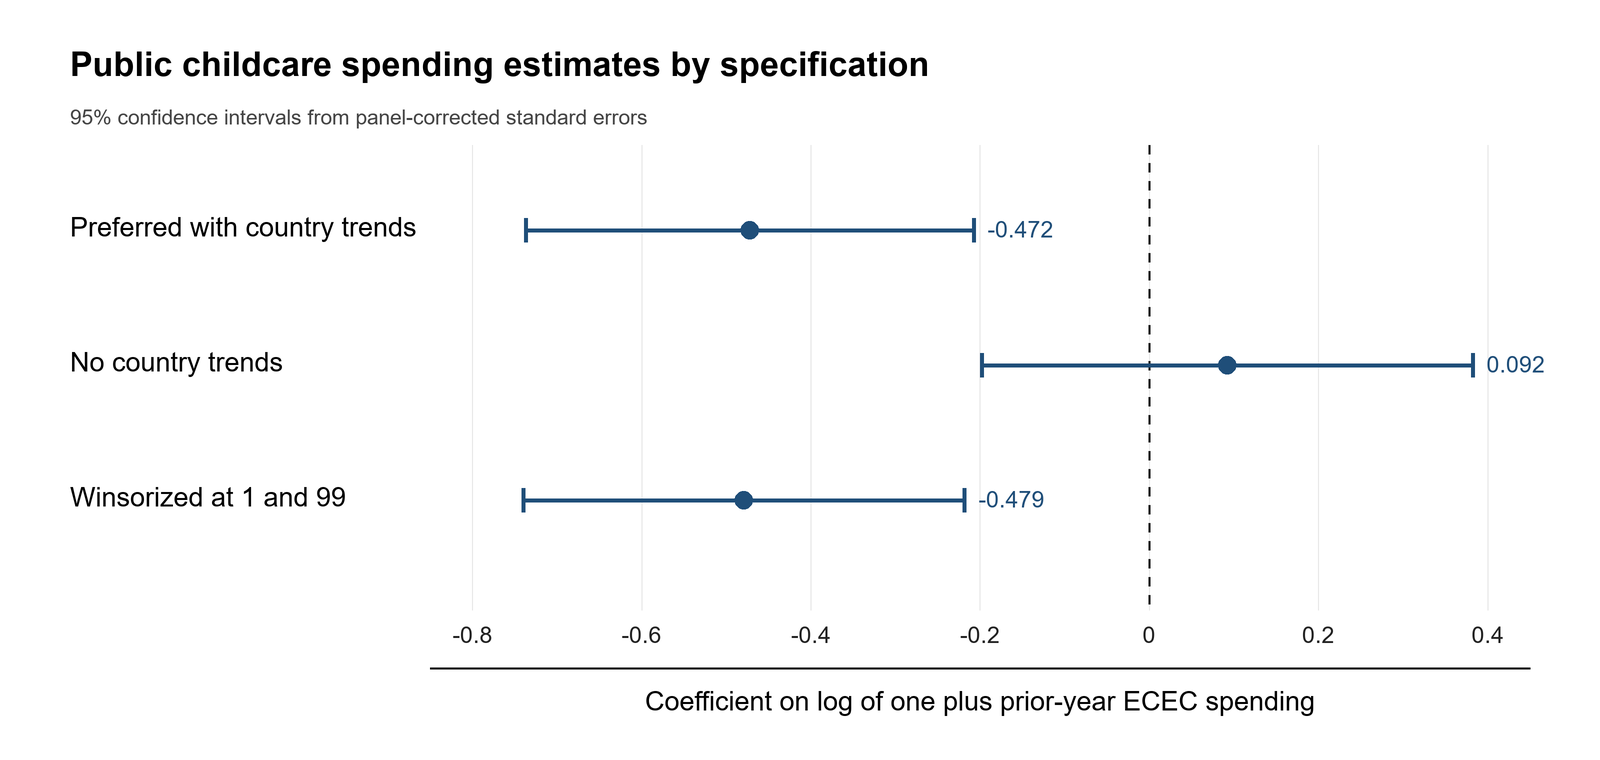 Public childcare spending estimates by specification
95% confidence intervals from panel-corrected standard errors
Preferred with country trends
-0.472
No country trends
0.092
Winsorized at 1 and 99
-0.479
-0.8 -0.6 -0.4 -0.2 0 0.2 0.4
Coefficient on log of one plus prior-year ECEC spending